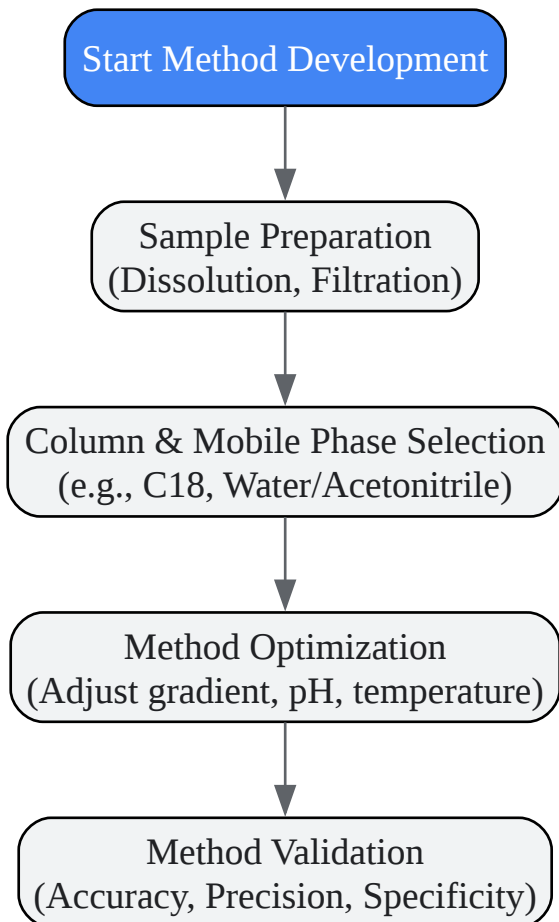 Start Method Development
Sample Preparation
(Dissolution, Filtration)
Column & Mobile Phase Selection
(e.g., C18, Water/Acetonitrile)
Method Optimization
(Adjust gradient, pH, temperature)
Method Validation
(Accuracy, Precision, Specificity)